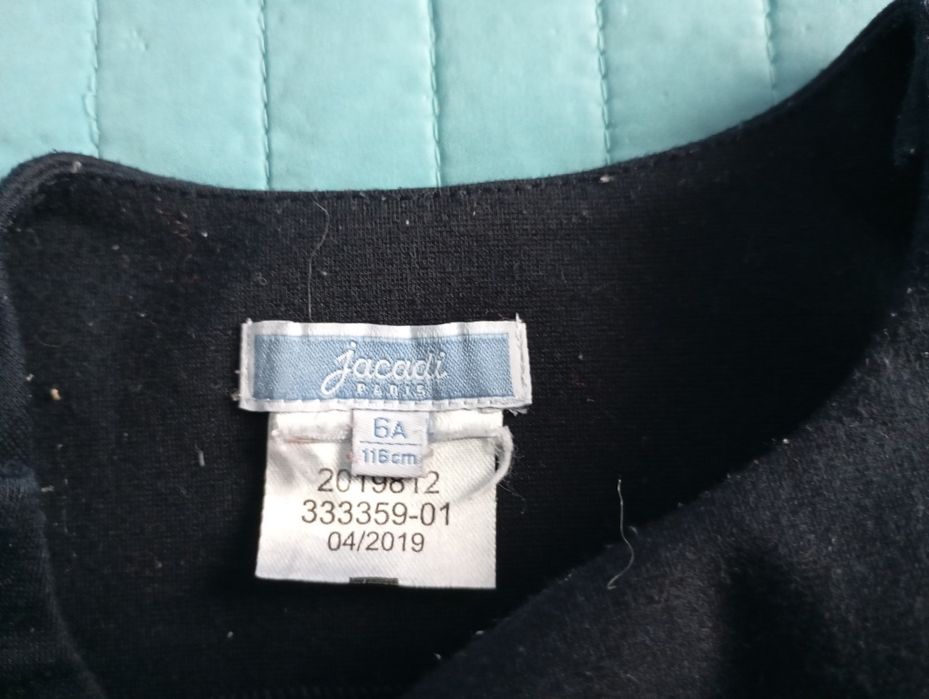 jacadi
PARIS
6A
116cm
2019812
333359-01
04/2019